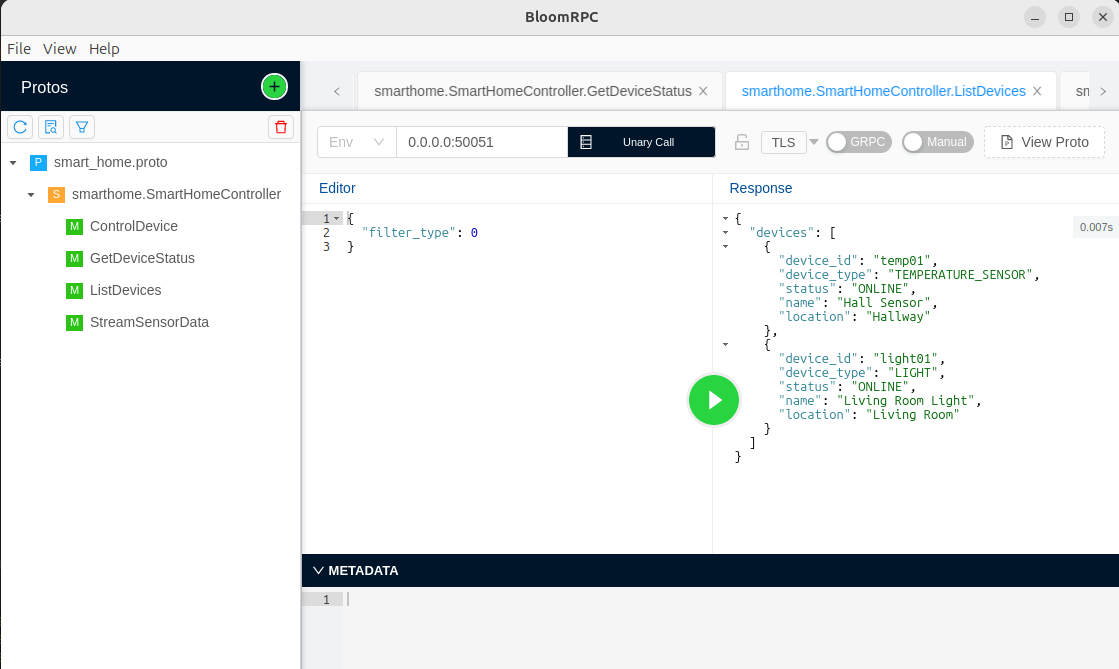 BloomRPC
File View Help
Protos
smarthome.SmartHomeController.GetDeviceStatus
smarthome.SmartHomeController.ListDevices
sm
Env
0.0.0.0:50051
Unary Call
TLS
GRPC
Manual
View Proto
P smart_home.proto
S smarthome.SmartHomeController
M ControlDevice
M GetDeviceStatus
M ListDevices
M StreamSensorData
Editor
1 {
2 "filter_type": 0
3 }
Response
0.007s
{
"devices": [
{
"device_id": "temp01",
"device_type": "TEMPERATURE_SENSOR",
"status": "ONLINE",
"name": "Hall Sensor",
"location": "Hallway"
},
{
"device_id": "light01",
"device_type": "LIGHT",
"status": "ONLINE",
"name": "Living Room Light",
"location": "Living Room"
}
]
}
METADATA
1